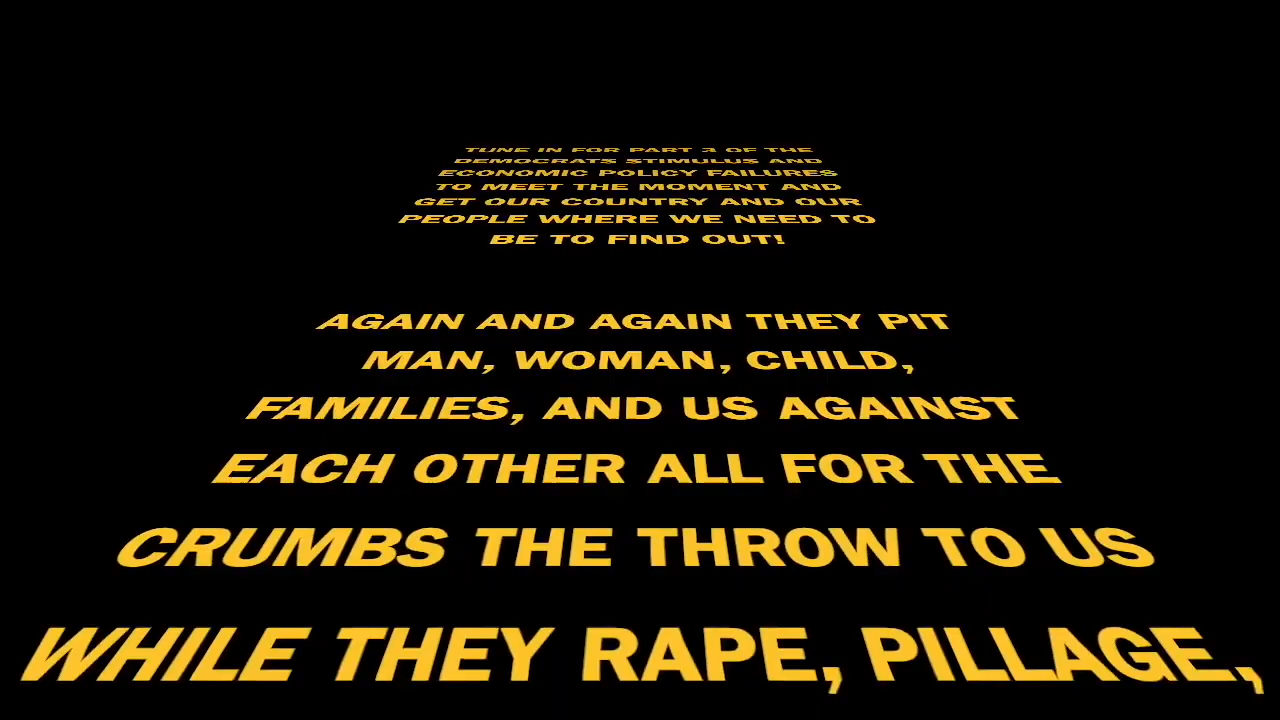 TUNE IN FOR PART 3 OF THE
DEMOCRATS STIMULUS AND
ECONOMIC POLICY FAILURES
TO MEET THE MOMENT AND
GET OUR COUNTRY AND OUR
PEOPLE WHERE WE NEED TO
BE TO FIND OUT!
AGAIN AND AGAIN THEY PIT
MAN, WOMAN, CHILD,
FAMILIES, AND US AGAINST
EACH OTHER ALL FOR THE
CRUMBS THE THROW TO US
WHILE THEY RAPE, PILLAGE,